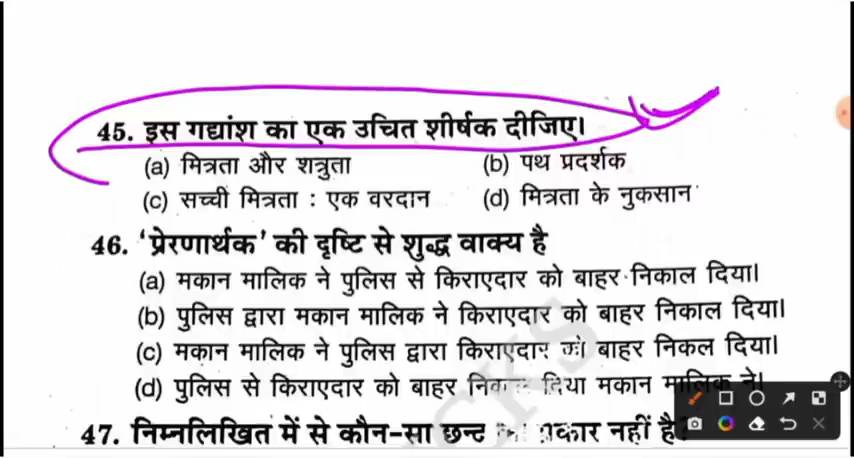 45. इस गद्यांश का एक उचित शीर्षक दीजिए।
(a) मित्रता और शत्रुता (b) पथ प्रदर्शक
(c) सच्ची मित्रता : एक वरदान (d) मित्रता के नुकसान
46. 'प्रेरणार्थक' की दृष्टि से शुद्ध वाक्य है
(a) मकान मालिक ने पुलिस से किराएदार को बाहर निकाल दिया।
(b) पुलिस द्वारा मकान मालिक ने किराएदार को बाहर निकाल दिया।
(c) मकान मालिक ने पुलिस द्वारा किराएदार को बाहर निकल दिया।
(d) पुलिस से किराएदार को बाहर निकाल दिया मकान मालिक ने।
47. निम्नलिखित में से कौन-सा छन्द का प्रकार नहीं है?